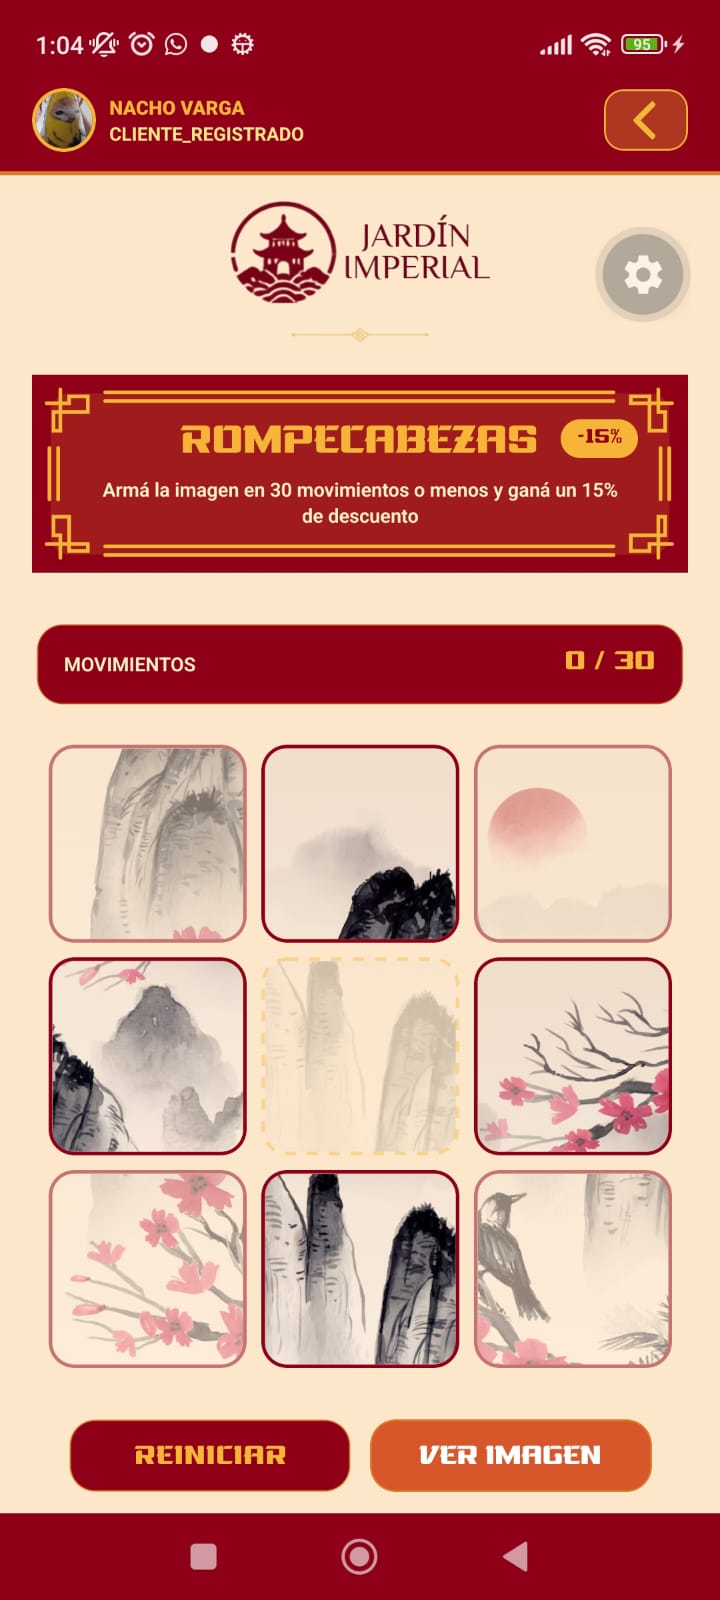 1:04
95
NACHO VARGA
CLIENTE_REGISTRADO
JARDÍN
IMPERIAL
ROMPECABEZAS
-15%
Armá la imagen en 30 movimientos o menos y ganá un 15%
de descuento
MOVIMIENTOS
0 / 30
REINICIAR
VER IMAGEN